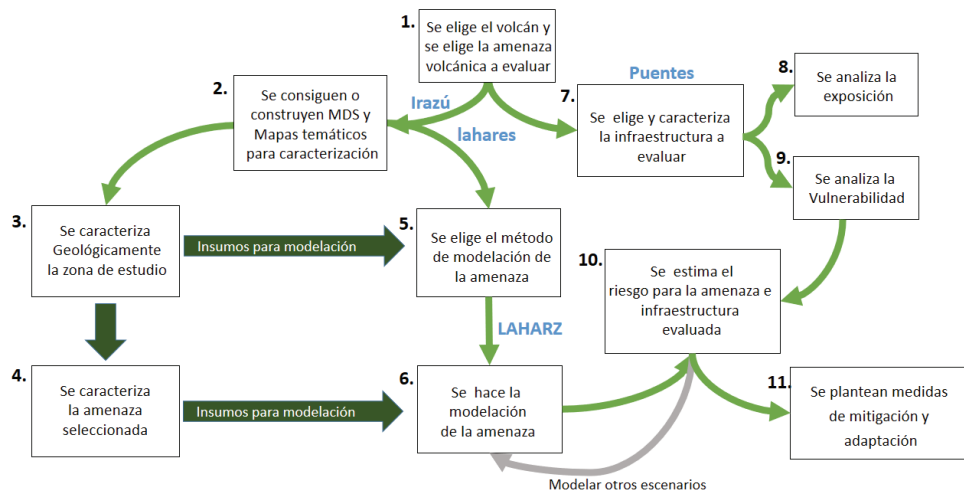 1.
Se elige el volcán y
se elige la amenaza
volcánica a evaluar
2.
Se consiguen o
construyen MDS y
Mapas temáticos
para caracterización
Irazú
lahares
3.
Se caracteriza
Geológicamente
la zona de estudio
Insumos para modelación
4.
Se caracteriza
la amenaza
seleccionada
Insumos para modelación
5.
Se elige el método
de modelación de
la amenaza
LAHARZ
6.
Se hace la
modelación
de la amenaza
Puentes
7.
Se elige y caracteriza
la infraestructura a
evaluar
8.
Se analiza la
exposición
9.
Se analiza la
Vulnerabilidad
10.
Se estima el
riesgo para la amenaza e
infraestructura
evaluada
11.
Se plantean medidas
de mitigación y
adaptación
Modelar otros escenarios